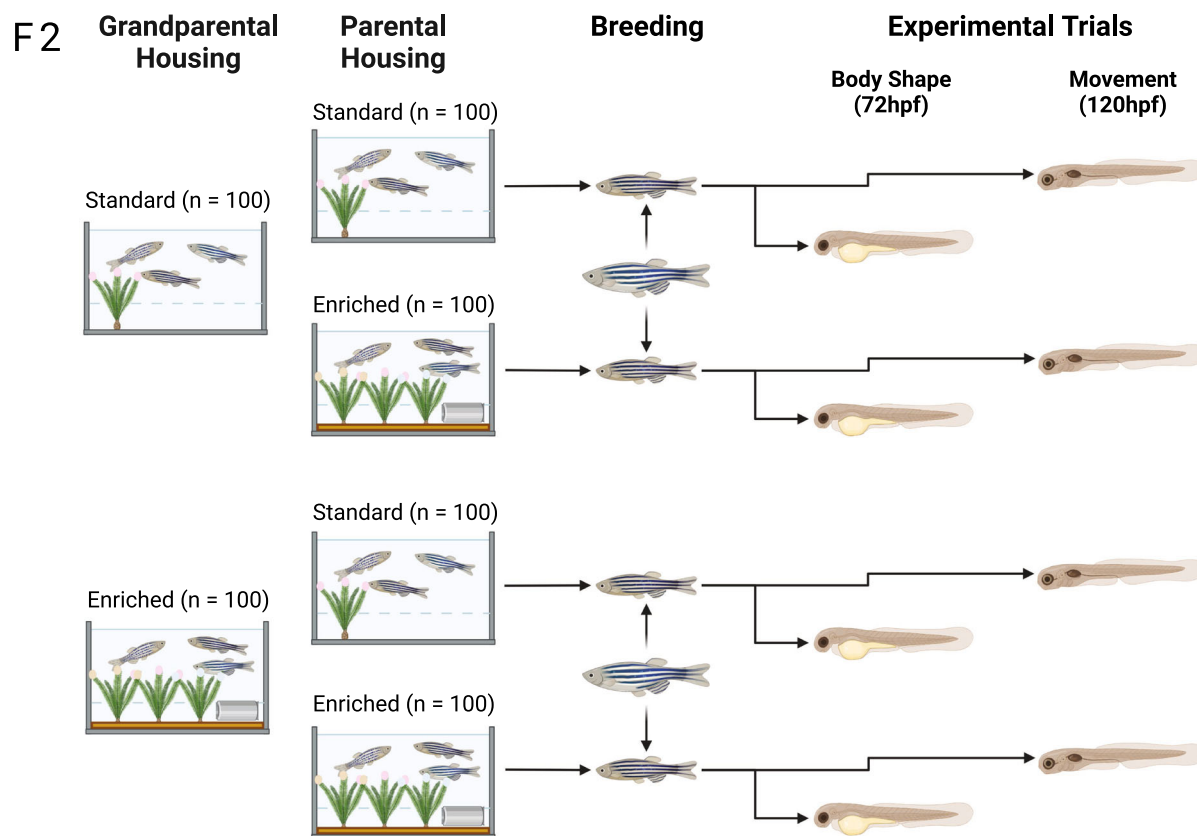 F2
Grandparental
Housing
Parental
Housing
Breeding
Experimental Trials
Body Shape
(72hpf)
Movement
(120hpf)
Standard (n = 100)
Standard (n = 100)
Enriched (n = 100)
Standard (n = 100)
Enriched (n = 100)
Enriched (n = 100)